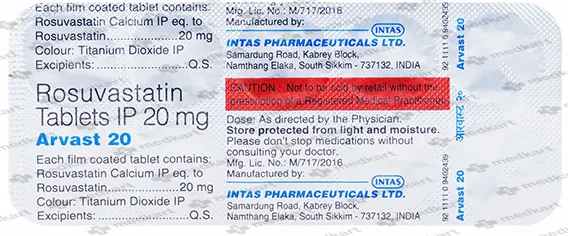 Each film coated tablet contains:
Rosuvastatin Calcium IP eq. to
Rosuvastatin....................20 mg
Colour: Titanium Dioxide IP
Excipients:.........................Q.S.
Rosuvastatin
Tablets IP 20 mg
Arvast 20
Each film coated tablet contains:
Rosuvastatin Calcium IP eq. to
Rosuvastatin....................20 mg
Colour: Titanium Dioxide IP
Excipients:.........................Q.S.
Mfg. Lic. No.: M/717/2016
Manufactured by:
INTAS
INTAS PHARMACEUTICALS LTD.
Samardung Road, Kabrey Block,
Namthang Elaka, South Sikkim - 737132, INDIA
CAUTION: Not to be sold by retail without the
prescription of a Registered Medical Practitioner.
Dose: As directed by the Physician.
Store protected from light and moisture.
Please don't stop medications without
consulting your doctor.
Mfg. Lic. No.: M/717/2016
Manufactured by:
INTAS
INTAS PHARMACEUTICALS LTD.
Samardung Road, Kabrey Block,
Namthang Elaka, South Sikkim - 737132, INDIA
92 1111 0 9402439
आरवास्ट २०
Arvast 20
92 1111 0 9402439
medkart